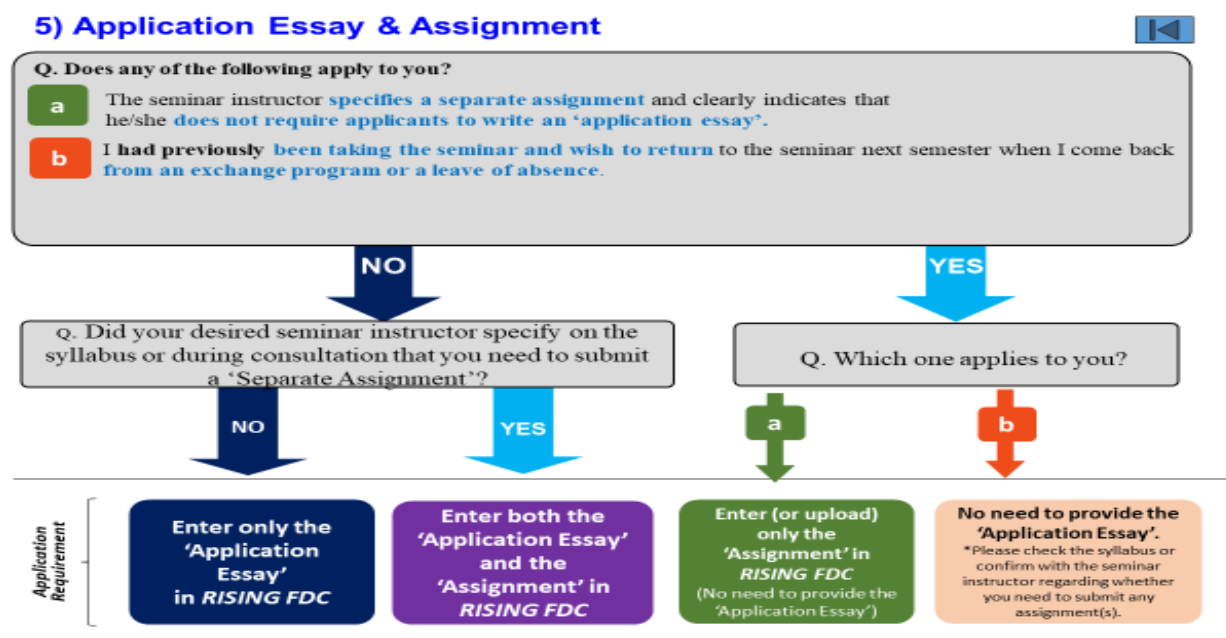 5) Application Essay & Assignment
Q. Does any of the following apply to you?
a
The seminar instructor specifies a separate assignment and clearly indicates that
he/she does not require applicants to write an ‘application essay’.
b
I had previously been taking the seminar and wish to return to the seminar next semester when I come back
from an exchange program or a leave of absence.
NO
YES
Q. Did your desired seminar instructor specify on the
syllabus or during consultation that you need to submit
a ‘Separate Assignment’?
Q. Which one applies to you?
NO
YES
a
b
Application
Requirement
Enter only the
‘Application
Essay’
in RISING FDC
Enter both the
‘Application Essay’
and the
‘Assignment’ in
RISING FDC
Enter (or upload)
only the
‘Assignment’ in
RISING FDC
(No need to provide the
‘Application Essay’)
No need to provide the
‘Application Essay’.
*Please check the syllabus or
confirm with the seminar
instructor regarding whether
you need to submit any
assignment(s).